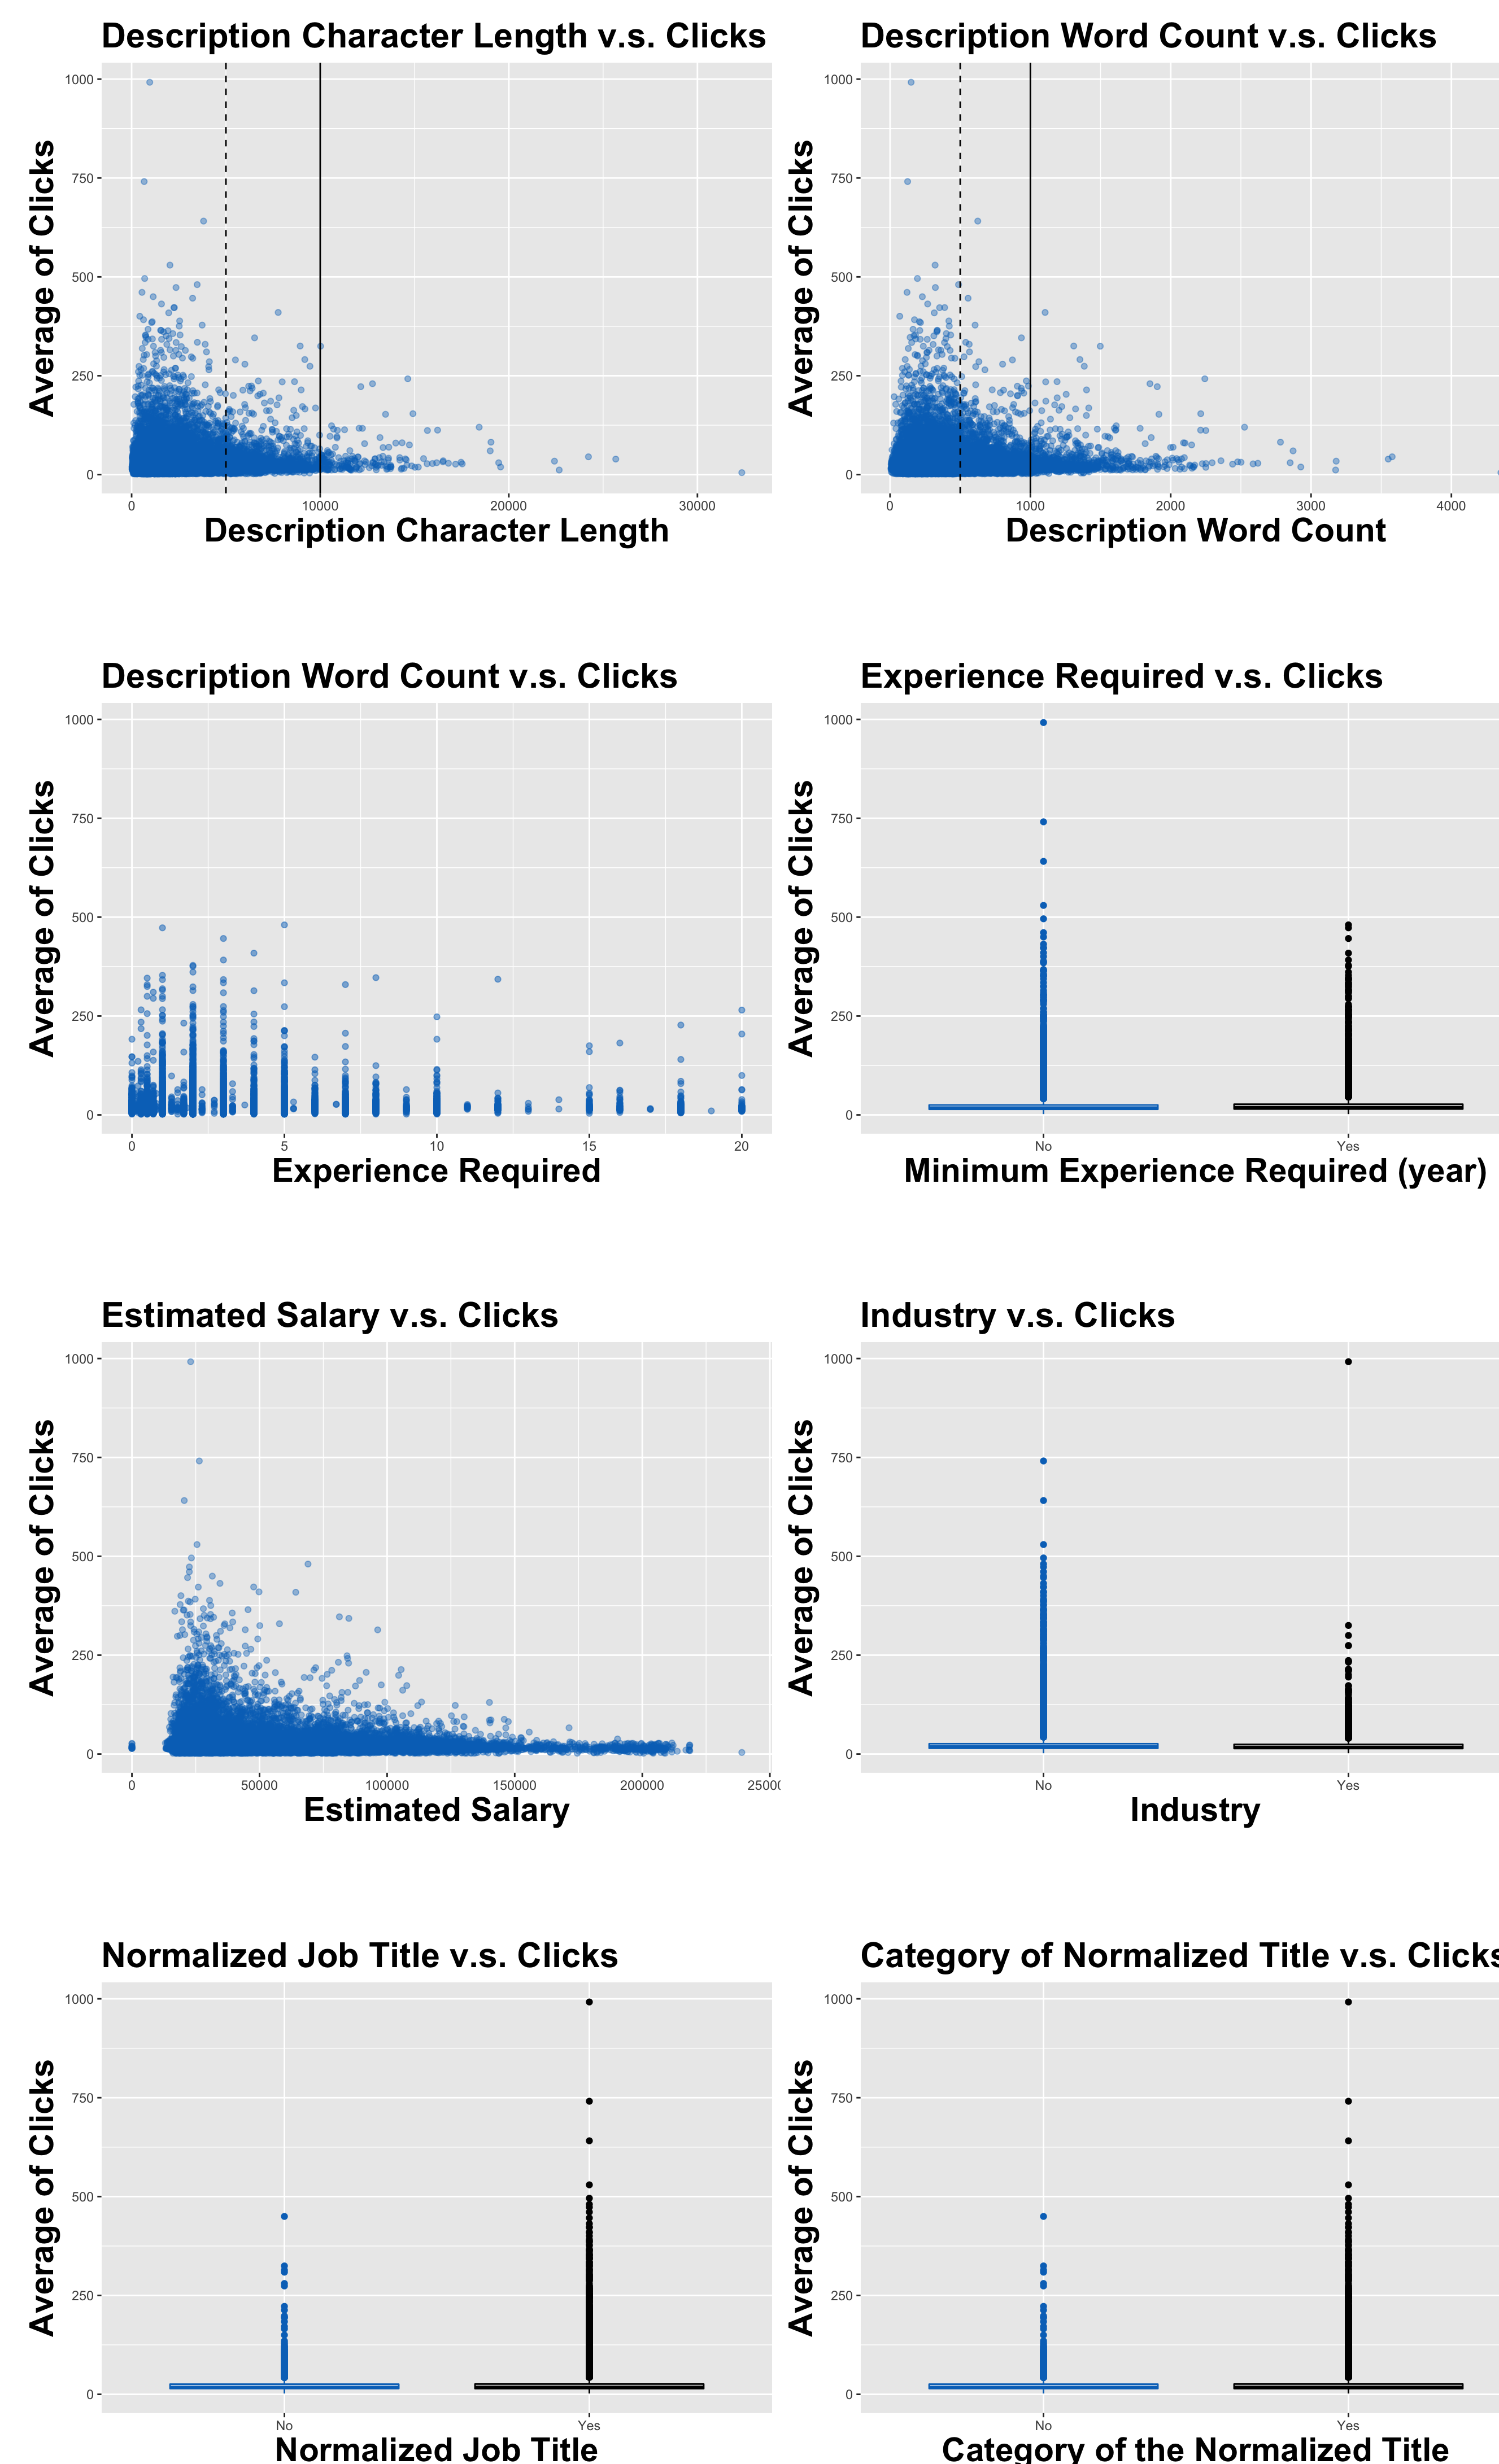 Description Character Length v.s. Clicks
Average of Clicks
1000
750
500
250
0
0 10000 20000 30000
Description Character Length
Description Word Count v.s. Clicks
Average of Clicks
1000
750
500
250
0
0 1000 2000 3000 4000
Description Word Count
Description Word Count v.s. Clicks
Average of Clicks
1000
750
500
250
0
0 5 10 15 20
Experience Required
Experience Required v.s. Clicks
Average of Clicks
1000
750
500
250
0
No Yes
Minimum Experience Required (year)
Estimated Salary v.s. Clicks
Average of Clicks
1000
750
500
250
0
0 50000 100000 150000 200000 25000
Estimated Salary
Industry v.s. Clicks
Average of Clicks
1000
750
500
250
0
No Yes
Industry
Normalized Job Title v.s. Clicks
Average of Clicks
1000
750
500
250
0
No Yes
Normalized Job Title
Category of Normalized Title v.s. Clicks
Average of Clicks
1000
750
500
250
0
No Yes
Category of the Normalized Title